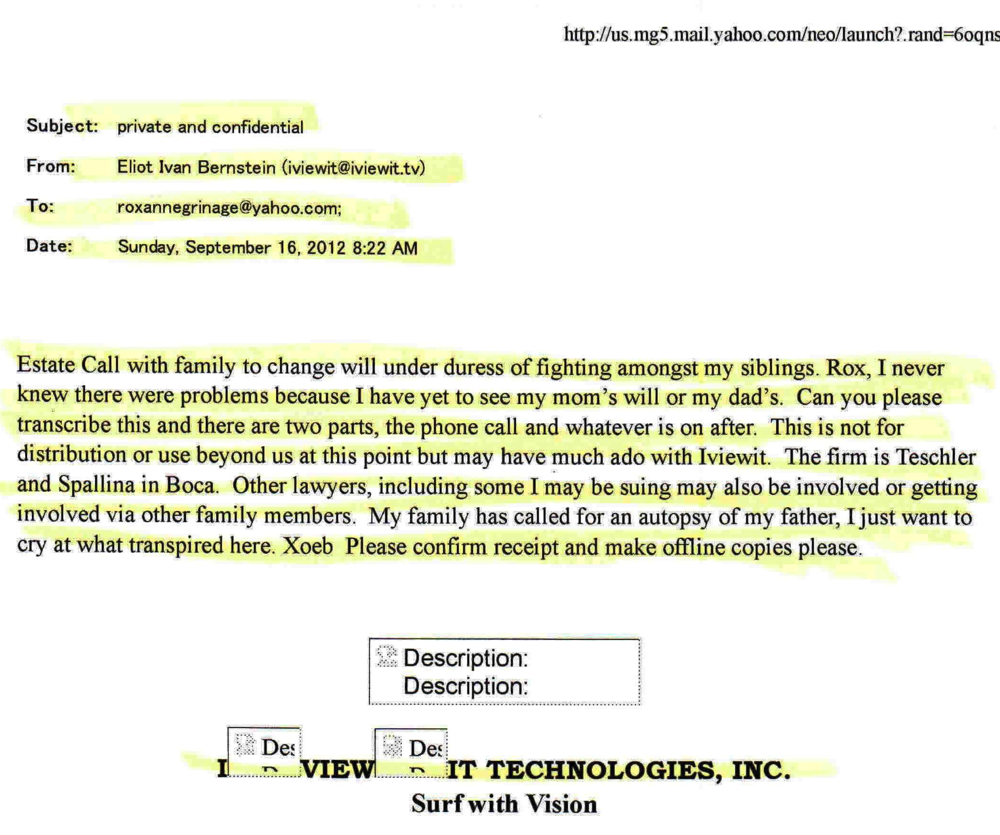 http://us.mg5.mail.yahoo.com/neo/launch?.rand=6oqns
Subject: private and confidential
From: Eliot Ivan Bernstein (iviewit@iviewit.tv)
To: roxannegrinage@yahoo.com;
Date: Sunday, September 16, 2012 8:22 AM
Estate Call with family to change will under duress of fighting amongst my siblings. Rox, I never
knew there were problems because I have yet to see my mom's will or my dad's.  Can you please
transcribe this and there are two parts, the phone call and whatever is on after.  This is not for
distribution or use beyond us at this point but may have much ado with Iviewit.  The firm is Teschler
and Spallina in Boca.  Other lawyers, including some I may be suing may also be involved or getting
involved via other family members.  My family has called for an autopsy of my father, I just want to
cry at what transpired here. Xoeb  Please confirm receipt and make offline copies please.
Description:
Description:
Des Des
I VIEW IT TECHNOLOGIES, INC.
Surf with Vision